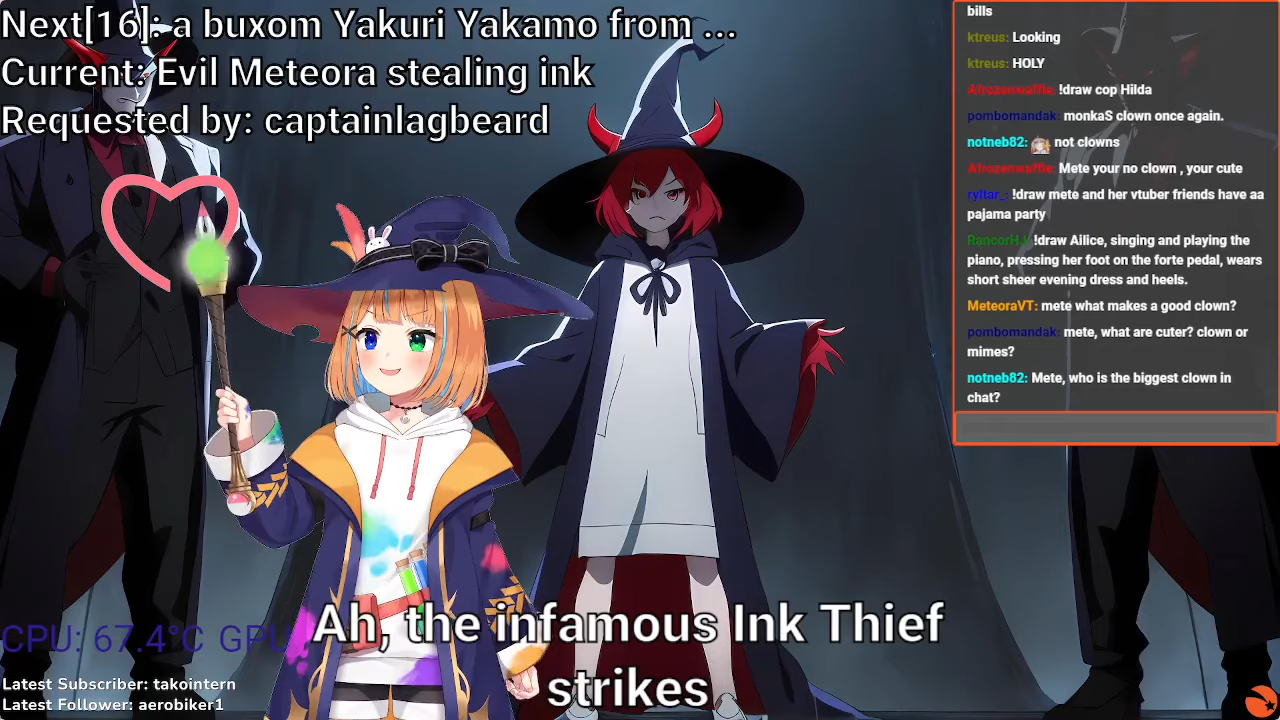 Next[16]: a buxom Yakuri Yakamo from ...
Current: Evil Meteora stealing ink
Requested by: captainlagbeard
bills
ktreus: Looking
ktreus: HOLY
Afrozenwaffle: !draw cop Hilda
pombomandak: monkaS clown once again.
notneb82: not clowns
Afrozenwaffle: Mete your no clown , your cute
ryltar_: !draw mete and her vtuber friends have aa
pajama party
!draw Ailice, singing and playing the
piano, pressing her foot on the forte pedal, wears
short sheer evening dress and heels.
MeteoraVT: mete what makes a good clown?
pombomandak: mete, what are cuter? clown or
mimes?
notneb82: Mete, who is the biggest clown in
chat?
Ah, the infamous Ink Thief
strikes
CPU: 67.4°C GPU
Latest Subscriber: takointern
Latest Follower: aerobiker1